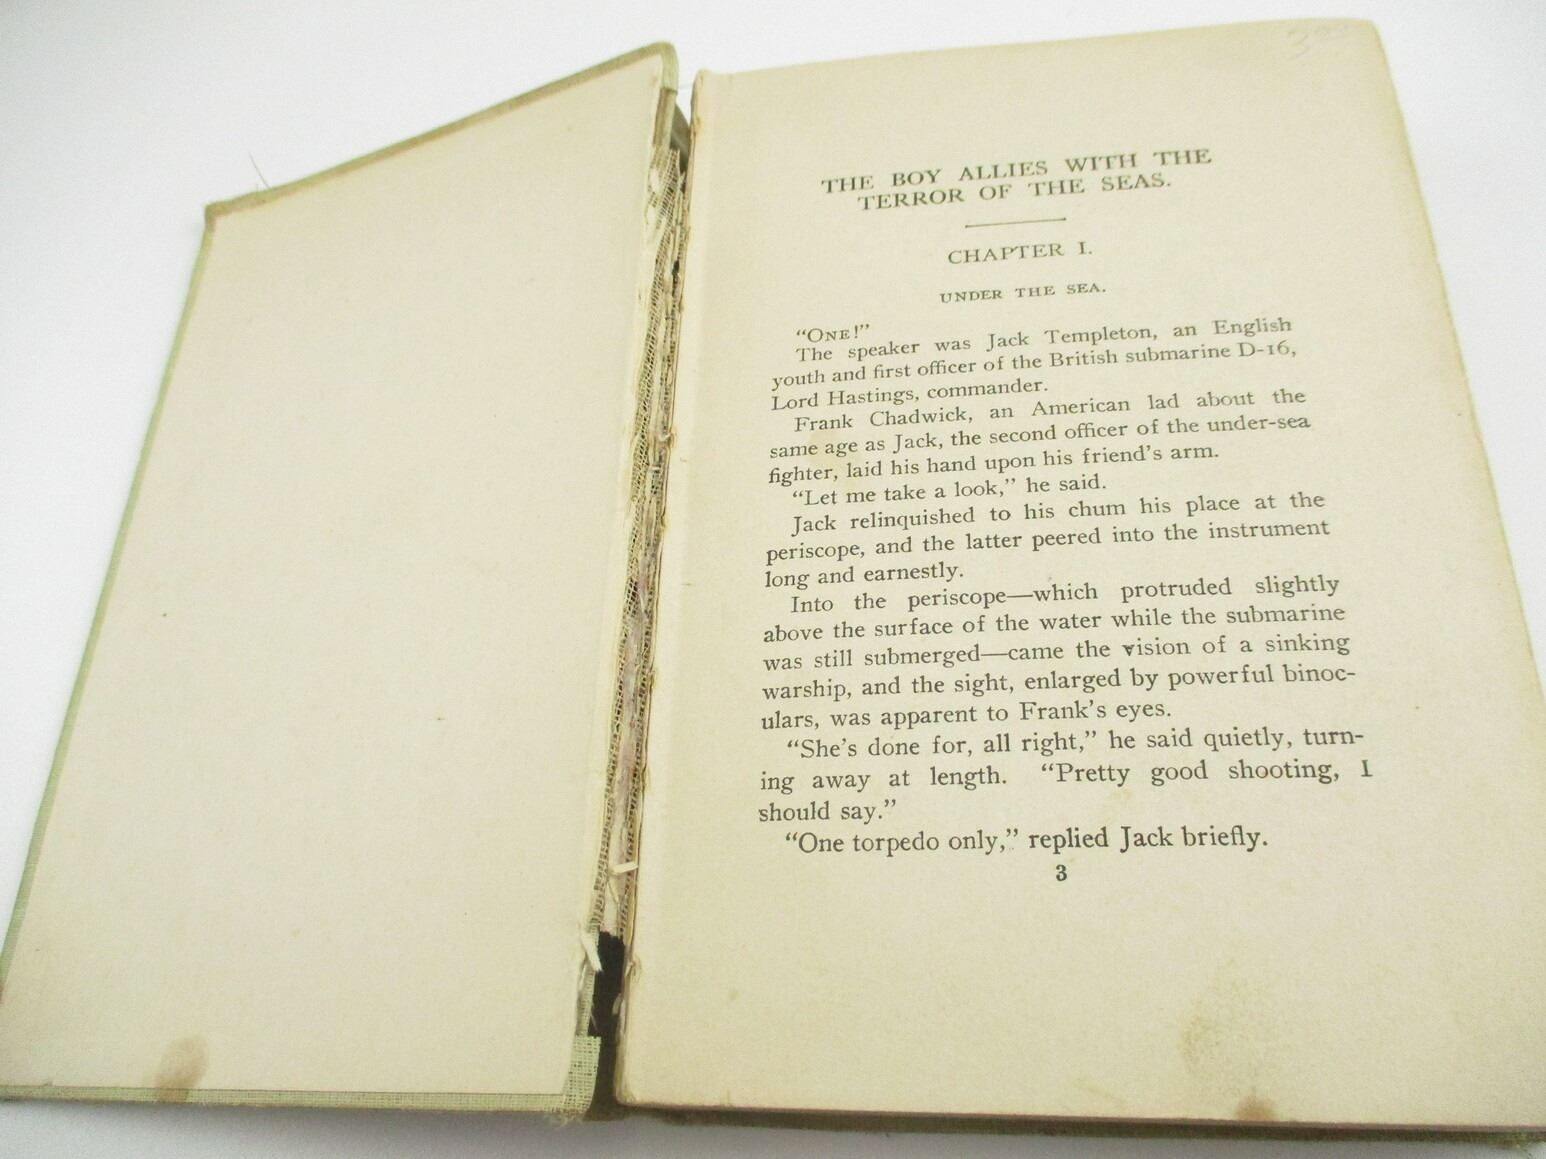 THE BOY ALLIES WITH THE
TERROR OF THE SEAS.
CHAPTER I.
UNDER THE SEA.
“ONE!”
The speaker was Jack Templeton, an English
youth and first officer of the British submarine D-16,
Lord Hastings, commander.
Frank Chadwick, an American lad about the
same age as Jack, the second officer of the under-sea
fighter, laid his hand upon his friend’s arm.
“Let me take a look,” he said.
Jack relinquished to his chum his place at the
periscope, and the latter peered into the instrument
long and earnestly.
Into the periscope—which protruded slightly
above the surface of the water while the submarine
was still submerged—came the vision of a sinking
warship, and the sight, enlarged by powerful binoc-
ulars, was apparent to Frank’s eyes.
“She’s done for, all right,” he said quietly, turn-
ing away at length. “Pretty good shooting, I
should say.”
“One torpedo only,” replied Jack briefly.
3